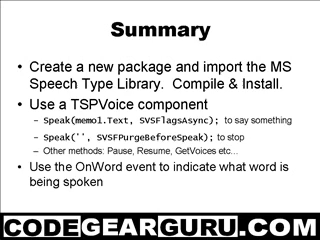 Summary
• Create a new package and import the MS
Speech Type Library. Compile & Install.
• Use a TSPVoice component
– Speak(memo1.Text, SVSFlagsAsync); to say something
– Speak('', SVSFPurgeBeforeSpeak); to stop
– Other methods: Pause, Resume, GetVoices etc...
• Use the OnWord event to indicate what word is
being spoken
CODEGEARGURU.COM